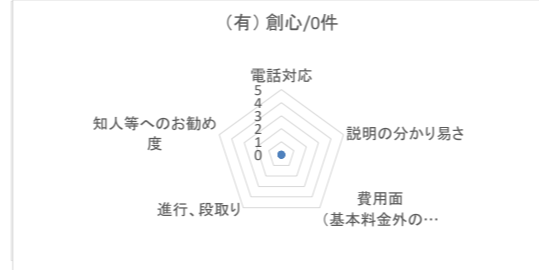 (有) 創心/0件
電話対応
5
4
3
2
1
0
説明の分かり易さ
費用面
(基本料金外の…
進行、段取り
知人等へのお勧め
度